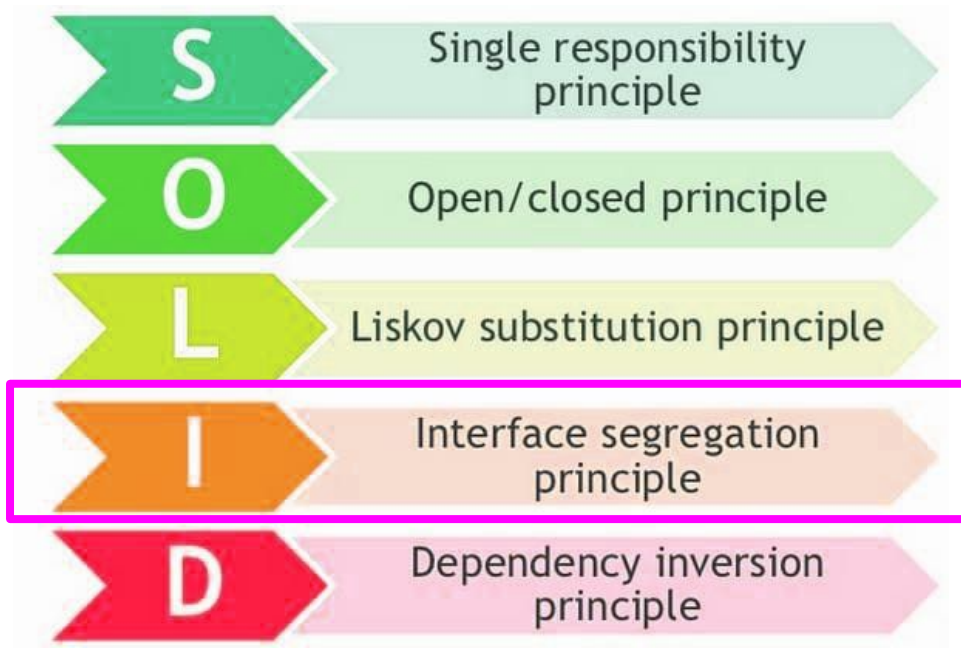 S
Single responsibility
principle
O
Open/closed principle
L
Liskov substitution principle
I
Interface segregation
principle
D
Dependency inversion
principle